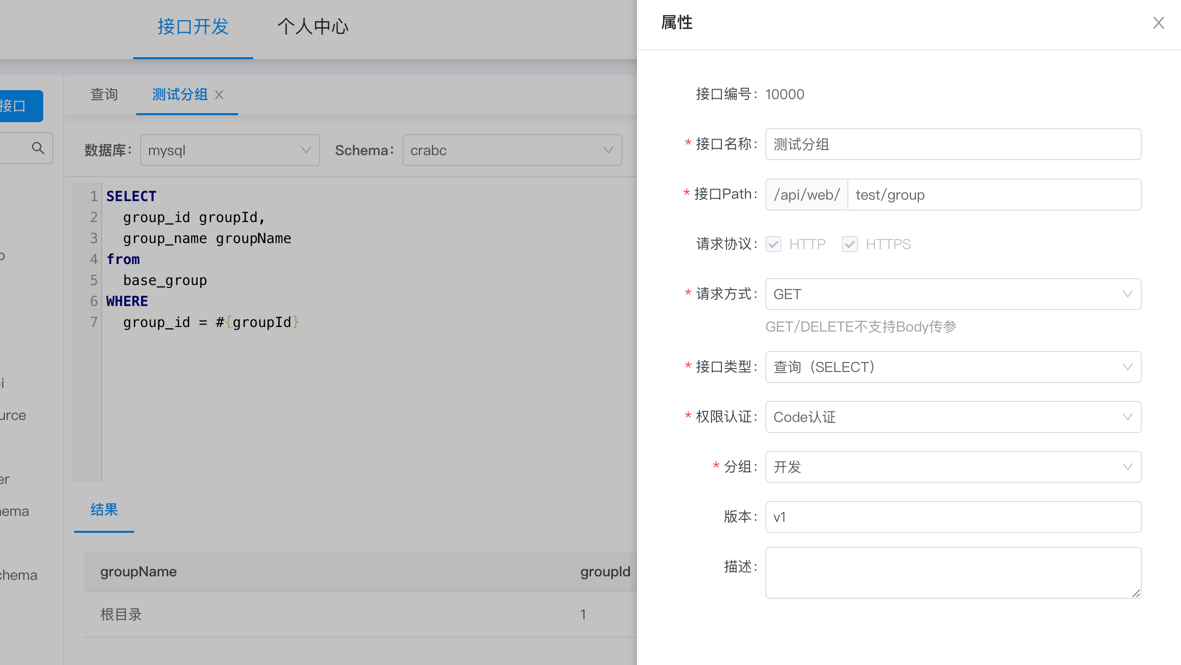 接口开发 个人中心
接口
查询 测试分组
数据库: mysql Schema: crabc
1 SELECT
2 group_id groupId,
3 group_name groupName
4 from
5 base_group
6 WHERE
7 group_id = #{groupId}
结果
groupName groupId
根目录 1
属性
接口编号: 10000
* 接口名称: 测试分组
* 接口Path: /api/web/ test/group
请求协议: HTTP HTTPS
* 请求方式: GET
GET/DELETE不支持Body传参
* 接口类型: 查询（SELECT）
* 权限认证: Code认证
* 分组: 开发
版本: v1
描述: